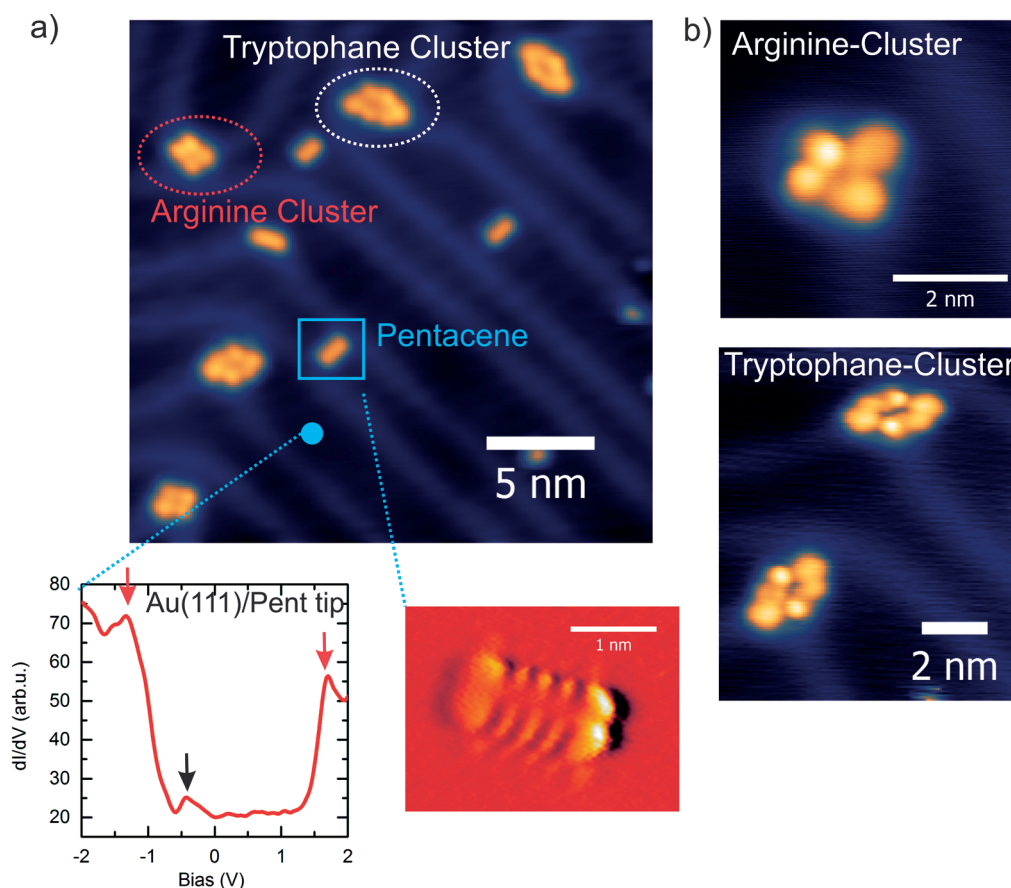 a)
Tryptophane Cluster
Arginine Cluster
Pentacene
5 nm
80
70
60
50
40
30
20
dI/dV (arb.u.)
Au(111)/Pent tip
-2
-1
0
1
2
Bias (V)
1 nm
b)
Arginine-Cluster
2 nm
Tryptophane-Cluster
2 nm